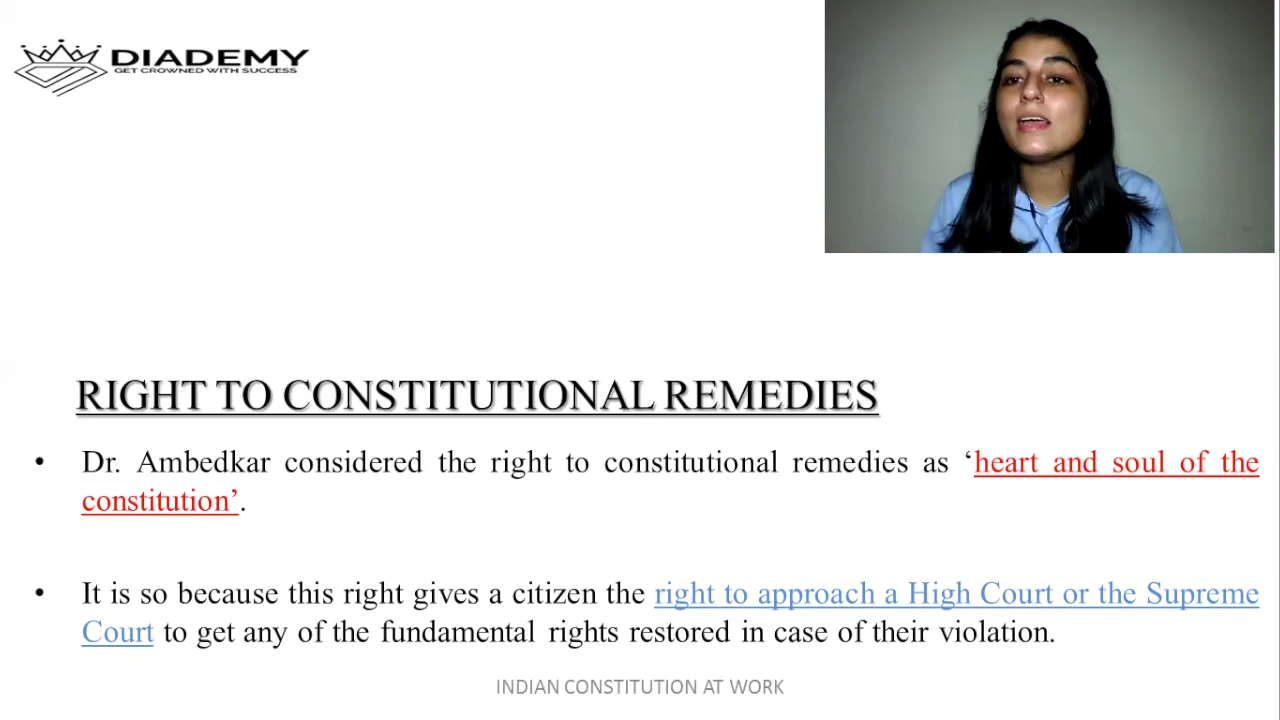 DIADEMY
GET CROWNED WITH SUCCESS
RIGHT TO CONSTITUTIONAL REMEDIES
• Dr. Ambedkar considered the right to constitutional remedies as ‘heart and soul of the
constitution’.
• It is so because this right gives a citizen the right to approach a High Court or the Supreme
Court to get any of the fundamental rights restored in case of their violation.
INDIAN CONSTITUTION AT WORK